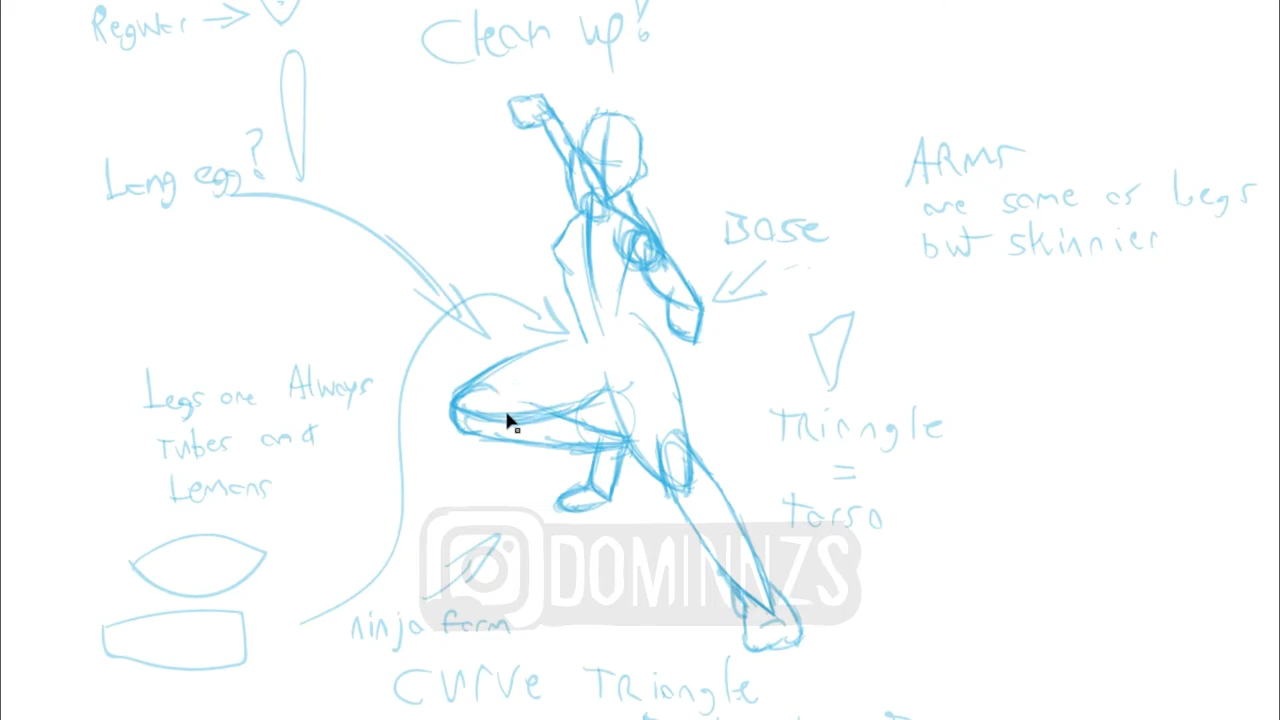 Regular
Clean up!
Long egg?
ARMS
are same as Legs
but skinnier
Base
Legs are Always
Tubes and
Lemons
Triangle
=
torso
DOMINNZS
ninja form
CURVE TRiangle